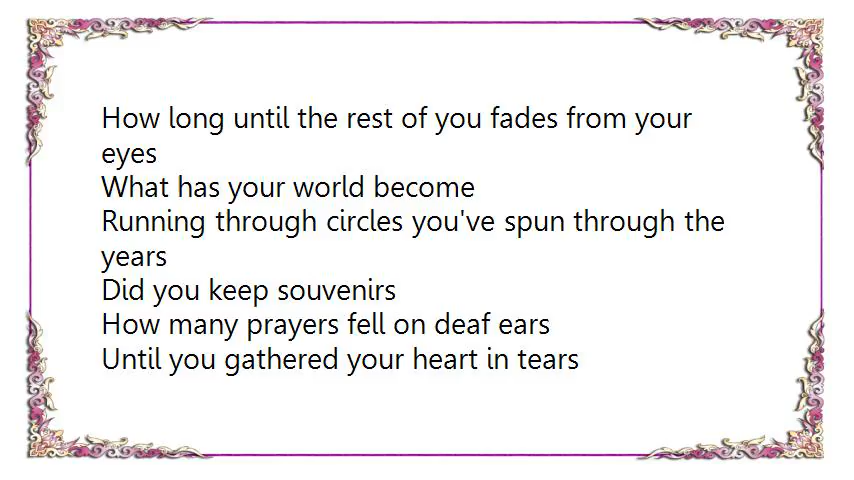 How long until the rest of you fades from your
eyes
What has your world become
Running through circles you've spun through the
years
Did you keep souvenirs
How many prayers fell on deaf ears
Until you gathered your heart in tears